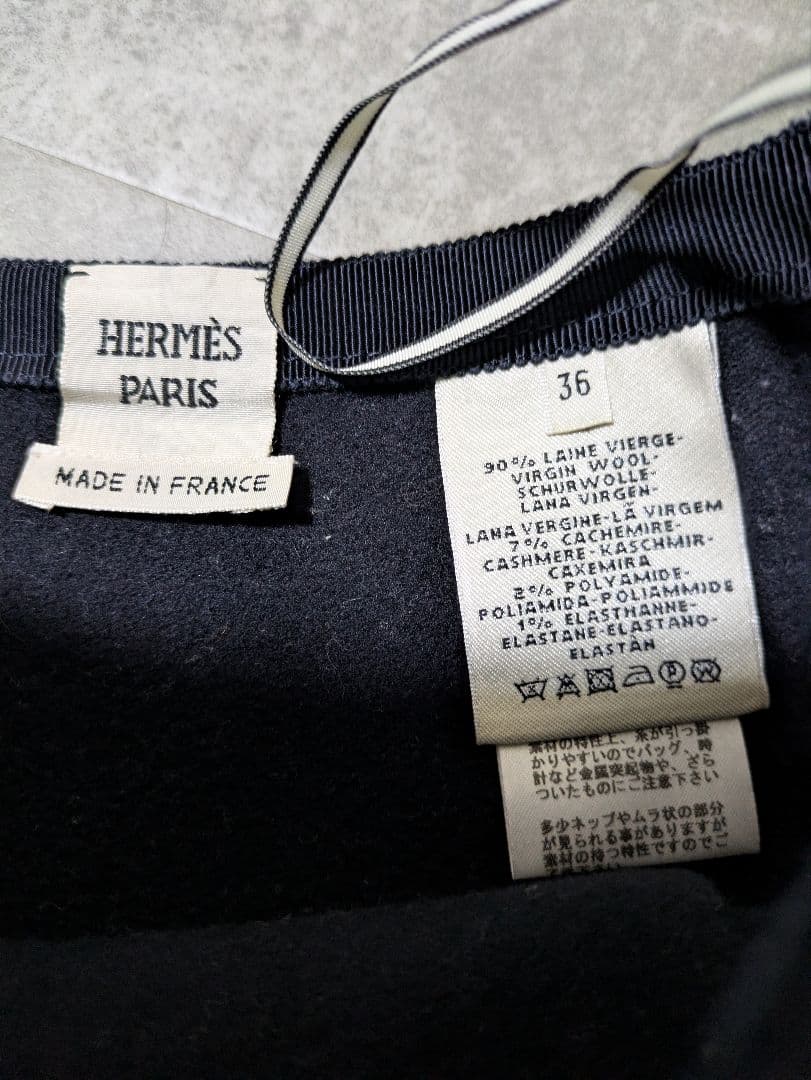 HERMÈS
PARIS
MADE IN FRANCE
36
90% LAINE VIERGE-
VIRGIN WOOL-
SCHURWOLLE-
LANA VIRGEN-
LANA VERGINE-LÃ VIRGEM
7% CACHEMIRE-
CASHMERE-KASCHMIR-
CAXEMIRA
2% POLYAMIDE-
POLIAMIDA-POLIAMMIDE
1% ELASTHANNE-
ELASTANE-ELASTANO-
ELASTÀN
P
W
素材の特性上、糸が引っ掛
かりやすいのでバッグ、時
計など金属突起物や、ざら
ついたものにご注意下さい
多少ネップやムラ状の部分
が見られる事がありますが
素材の持つ特性ですのでご